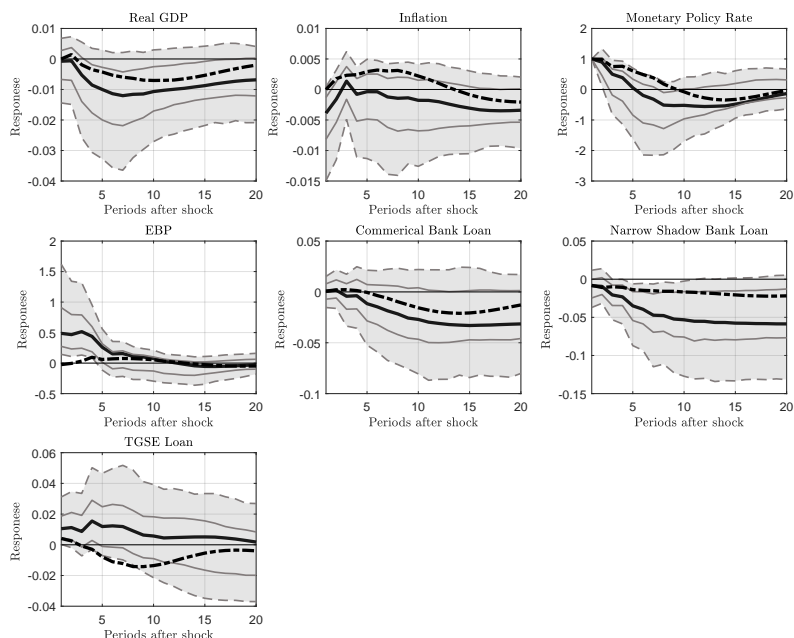 Real GDP
0.01
0
-0.01
-0.02
-0.03
-0.04
Responese
5 10 15 20
Periods after shock
Inflation
0.01
0.005
0
-0.005
-0.01
-0.015
Responese
5 10 15 20
Periods after shock
Monetary Policy Rate
2
1
0
-1
-2
-3
Responese
5 10 15 20
Periods after shock
EBP
2
1.5
1
0.5
0
-0.5
Responese
5 10 15 20
Periods after shock
Commerical Bank Loan
0.05
0
-0.05
-0.1
Responese
5 10 15 20
Periods after shock
Narrow Shadow Bank Loan
0.05
0
-0.05
-0.1
-0.15
Responese
5 10 15 20
Periods after shock
TGSE Loan
0.06
0.04
0.02
0
-0.02
-0.04
Responese
5 10 15 20
Periods after shock